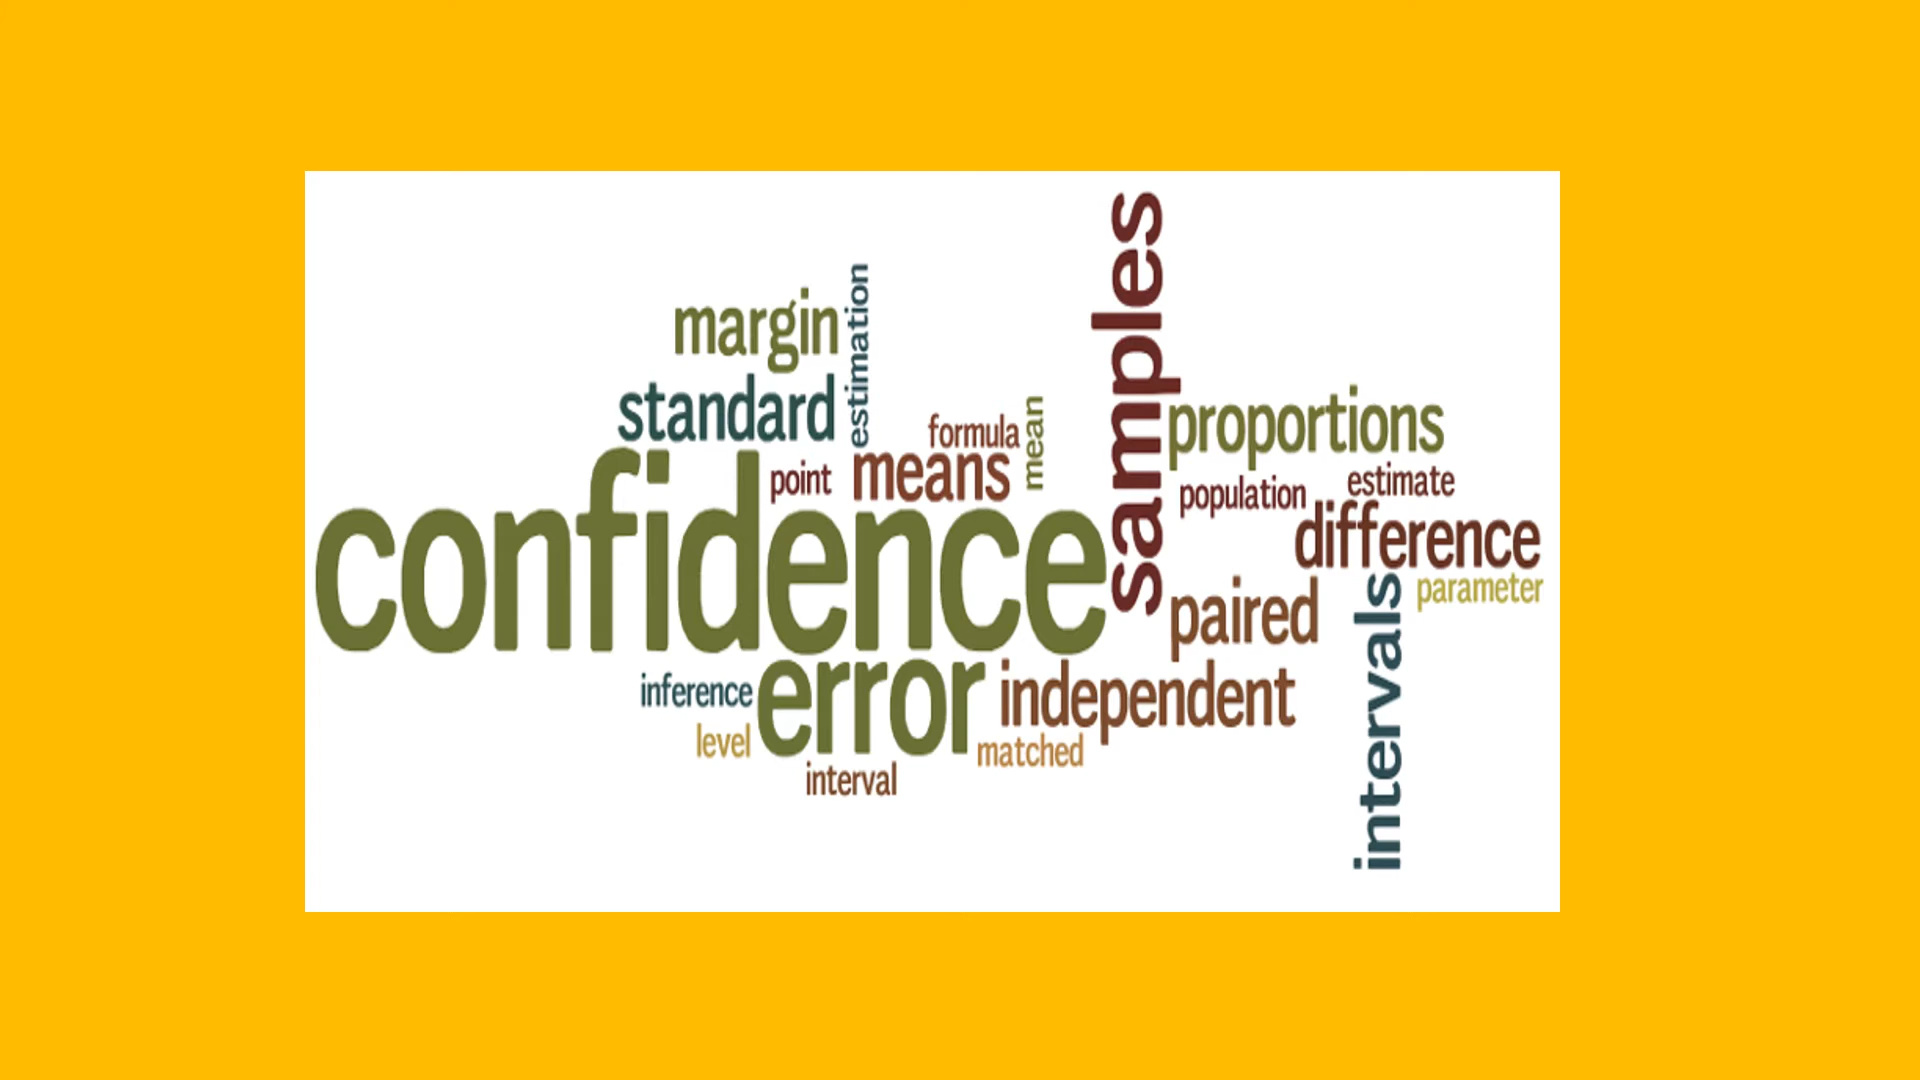 samples
estimation
margin
standard
mean
formula
proportions
means
point
population
estimate
confidence
difference
parameter
paired
intervals
inference
error
independent
level
matched
interval